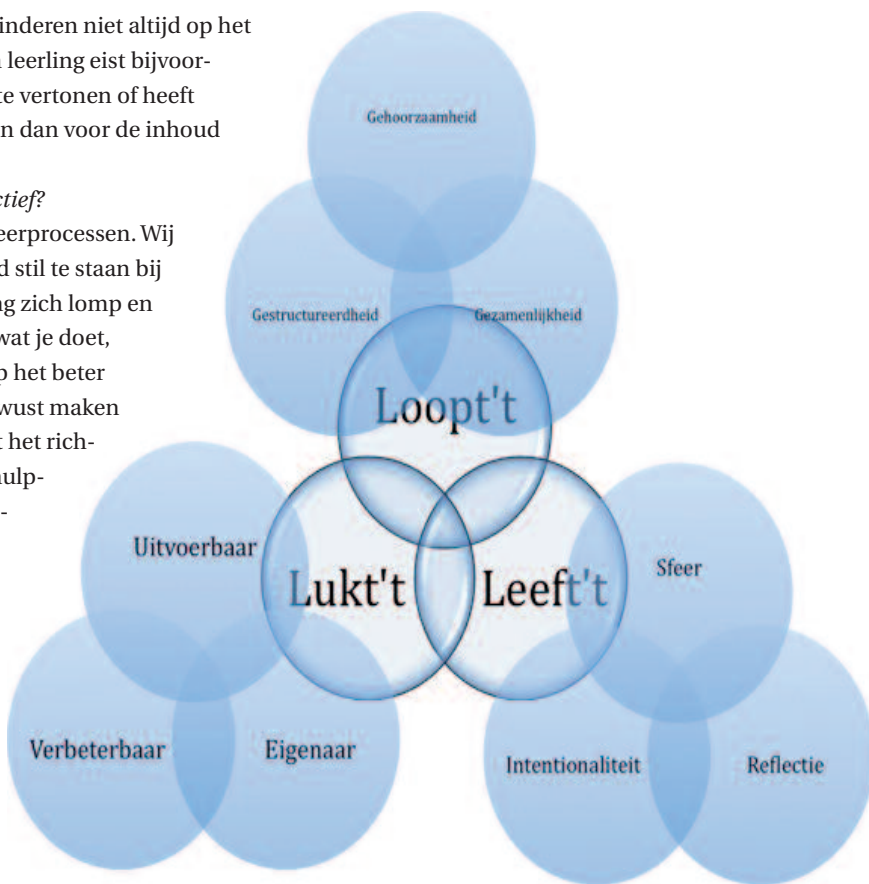 inderen niet altijd op het
leerling eist bijvoor-
te vertonen of heeft
n dan voor de inhoud
ctief?
eerprocessen. Wij
d stil te staan bij
ng zich lomp en
wat je doet,
p het beter
wust maken
t het rich-
ulp-
-
Gehoorzaamheid
Gestructureerdheid
Gezamenlijkheid
Loopt't
Uitvoerbaar
Lukt't
Leeft't
Sfeer
Verbeterbaar
Eigenaar
Intentionaliteit
Reflectie